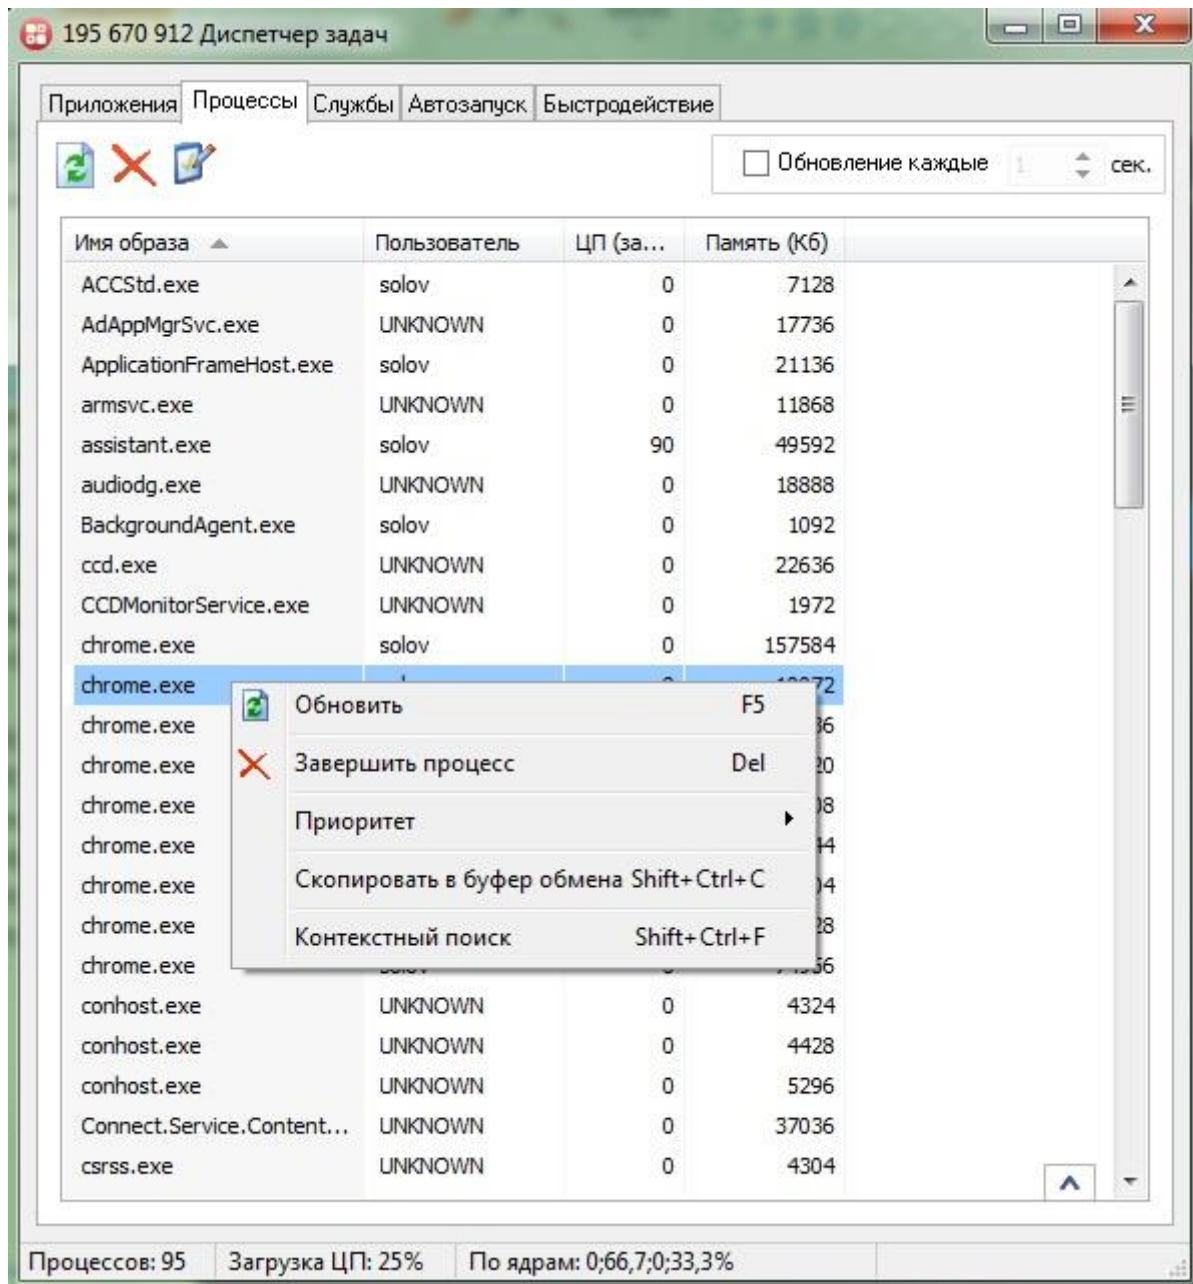 195 670 912 Диспетчер задач
Приложения Процессы Службы Автозапуск Быстродействие
Обновление каждые 1 сек.
Имя образа Пользователь ЦП (за... Память (Кб)
ACCStd.exe solov 0 7128
AdAppMgrSvc.exe UNKNOWN 0 17736
ApplicationFrameHost.exe solov 0 21136
armsvc.exe UNKNOWN 0 11868
assistant.exe solov 90 49592
audiodg.exe UNKNOWN 0 18888
BackgroundAgent.exe solov 0 1092
ccd.exe UNKNOWN 0 22636
CCDMonitorService.exe UNKNOWN 0 1972
chrome.exe solov 0 157584
chrome.exe
Обновить F5
chrome.exe
chrome.exe
Завершить процесс Del
chrome.exe
Приоритет
chrome.exe
chrome.exe
Скопировать в буфер обмена Shift+Ctrl+C
chrome.exe
Контекстный поиск Shift+Ctrl+F
chrome.exe
conhost.exe UNKNOWN 0 4324
conhost.exe UNKNOWN 0 4428
conhost.exe UNKNOWN 0 5296
Connect.Service.Content... UNKNOWN 0 37036
csrss.exe UNKNOWN 0 4304
Процессов: 95 Загрузка ЦП: 25% По ядрам: 0;66,7;0;33,3%